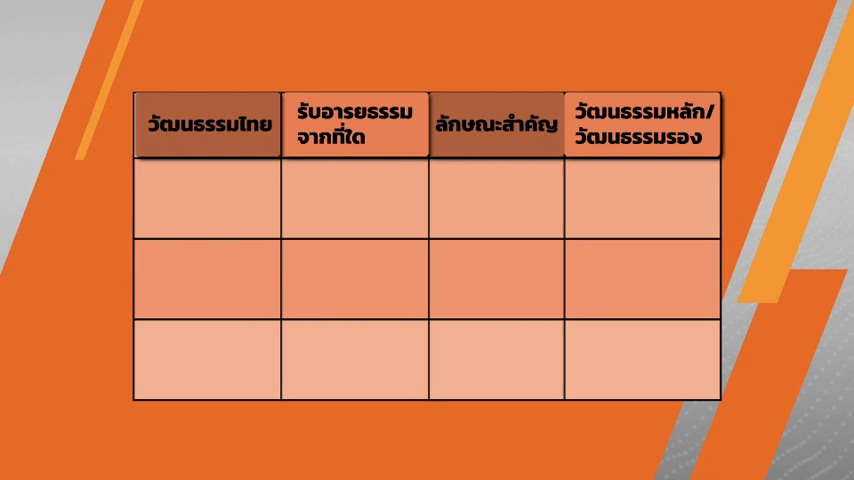 วัฒนธรรมไทย
รับอารยธรรม
จากที่ใด
ลักษณะสำคัญ
วัฒนธรรมหลัก/
วัฒนธรรมรอง